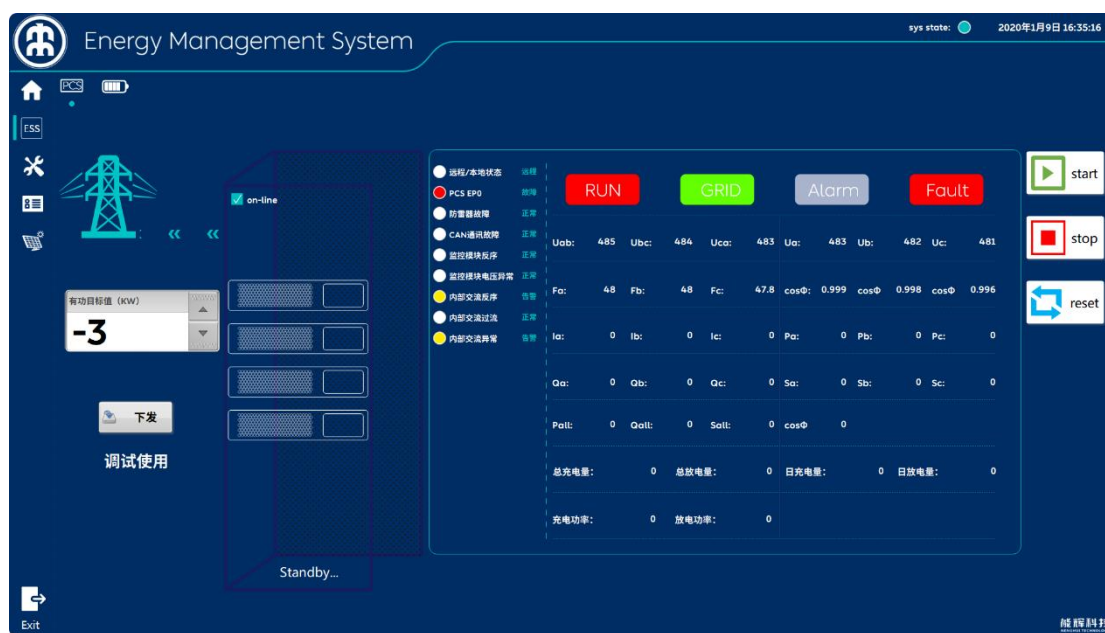 Energy Management System
sys state:
2020年1月9日 16:35:16
PCS
ESS
on-line
有功目标值（KW）
-3
下发
调试使用
Standby...
远程/本地状态 远程
PCS EPO 故障
防雷器故障 正常
CAN通讯故障 正常
监控模块反序 正常
监控模块电压异常 正常
内部交流反序 告警
内部交流过流 正常
内部交流异常 告警
RUN GRID Alarm Fault
Uab: 485 Ubc: 484 Uca: 483 Ua: 483 Ub: 482 Uc: 481
Fa: 48 Fb: 48 Fc: 47.8 cosΦ: 0.999 cosΦ 0.998 cosΦ 0.996
Ia: 0 Ib: 0 Ic: 0 Pa: 0 Pb: 0 Pc: 0
Qa: 0 Qb: 0 Qc: 0 Sa: 0 Sb: 0 Sc: 0
Pall: 0 Qall: 0 Sall: 0 cosΦ 0
总充电量: 0 总放电量: 0 日充电量: 0 日放电量: 0
充电功率: 0 放电功率: 0
start
stop
reset
Exit
能辉科技